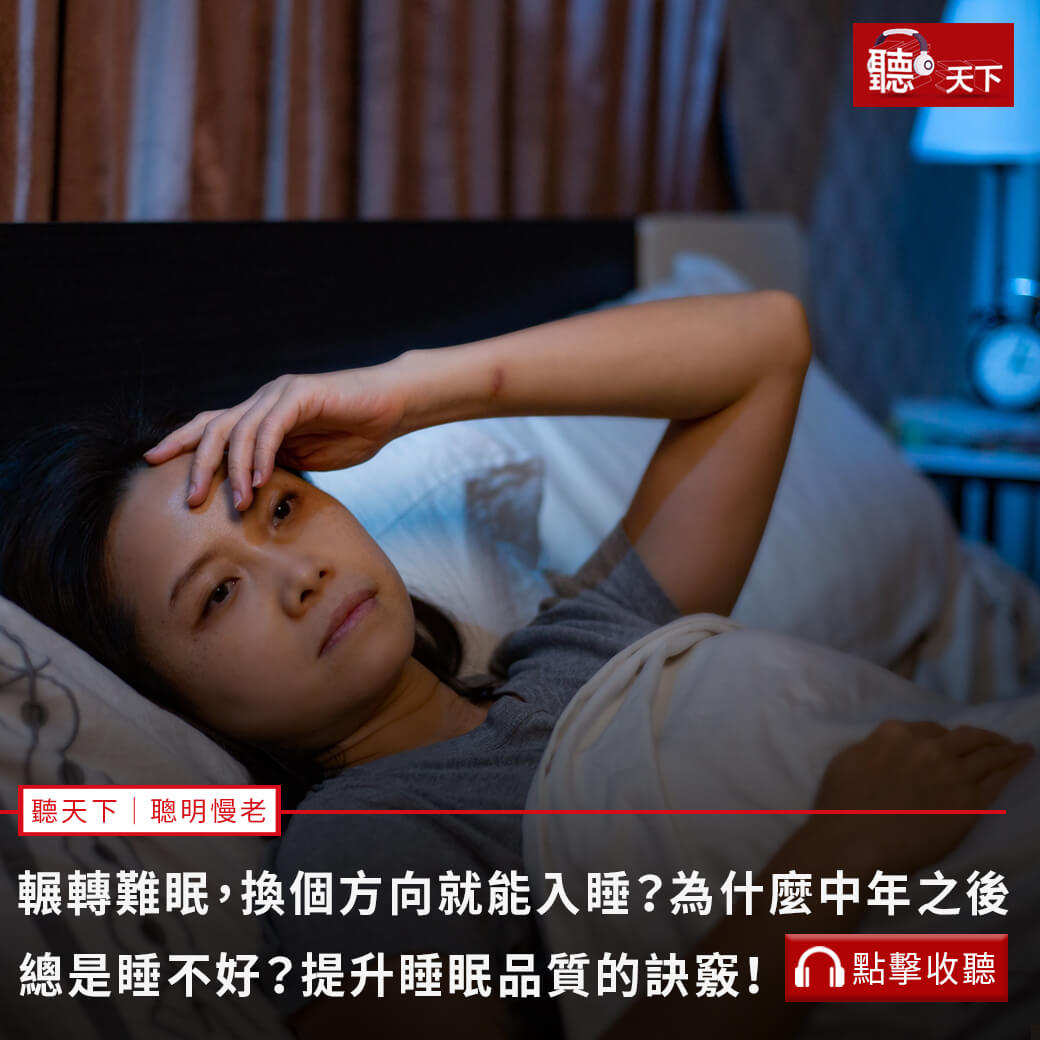 聽天下
聽天下｜聰明慢老
輾轉難眠，換個方向就能入睡？為什麼中年之後
總是睡不好？提升睡眠品質的訣竅！
點擊收聽